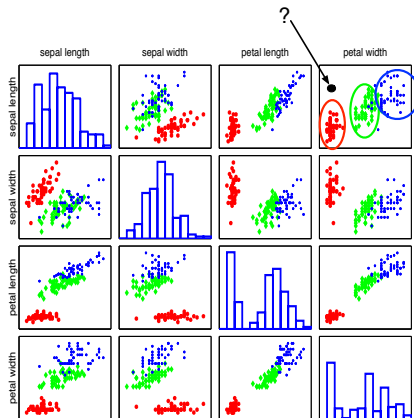 ?
sepal length sepal width petal length petal width
sepal length
sepal width
petal length
petal width